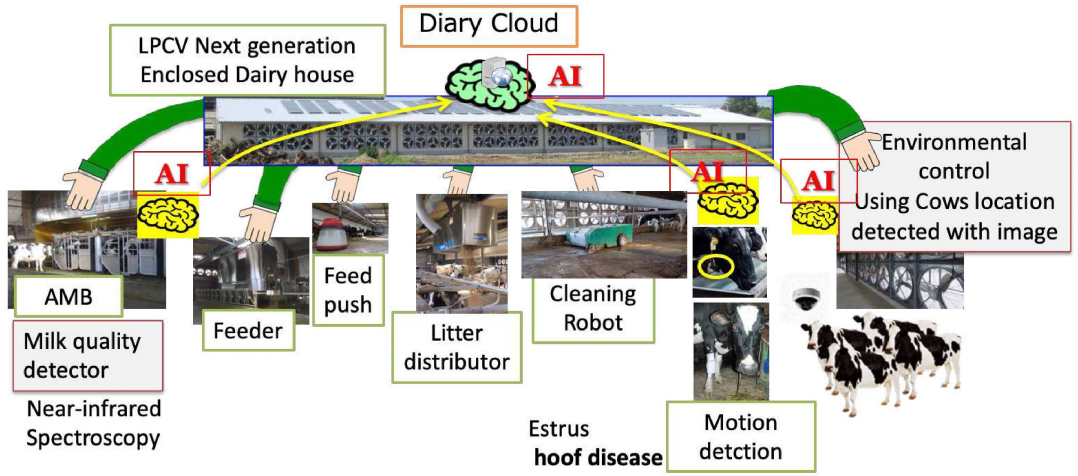 Diary Cloud
LPCV Next generation
Enclosed Dairy house
AI
AI
AI
AI
Environmental
control
Using Cows location
detected with image
AMB
Milk quality
detector
Near-infrared
Spectroscopy
Feeder
Feed
push
Litter
distributor
Cleaning
Robot
Estrus
hoof disease
Motion
detction